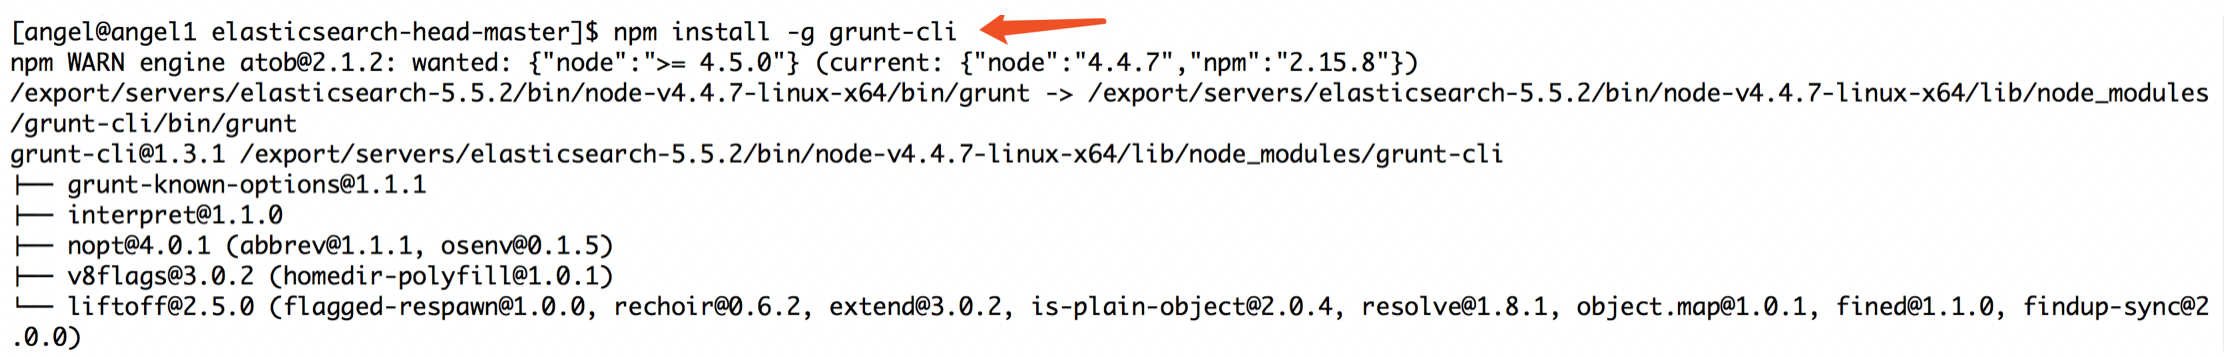 [angel@angel1 elasticsearch-head-master]$ npm install -g grunt-cli
npm WARN engine atob@2.1.2: wanted: {"node":">= 4.5.0"} (current: {"node":"4.4.7","npm":"2.15.8"})
/export/servers/elasticsearch-5.5.2/bin/node-v4.4.7-linux-x64/bin/grunt -> /export/servers/elasticsearch-5.5.2/bin/node-v4.4.7-linux-x64/lib/node_modules
/grunt-cli/bin/grunt
grunt-cli@1.3.1 /export/servers/elasticsearch-5.5.2/bin/node-v4.4.7-linux-x64/lib/node_modules/grunt-cli
├── grunt-known-options@1.1.1
├── interpret@1.1.0
├── nopt@4.0.1 (abbrev@1.1.1, osenv@0.1.5)
├── v8flags@3.0.2 (homedir-polyfill@1.0.1)
└── liftoff@2.5.0 (flagged-respawn@1.0.0, rechoir@0.6.2, extend@3.0.2, is-plain-object@2.0.4, resolve@1.8.1, object.map@1.0.1, fined@1.1.0, findup-sync@2
.0.0)